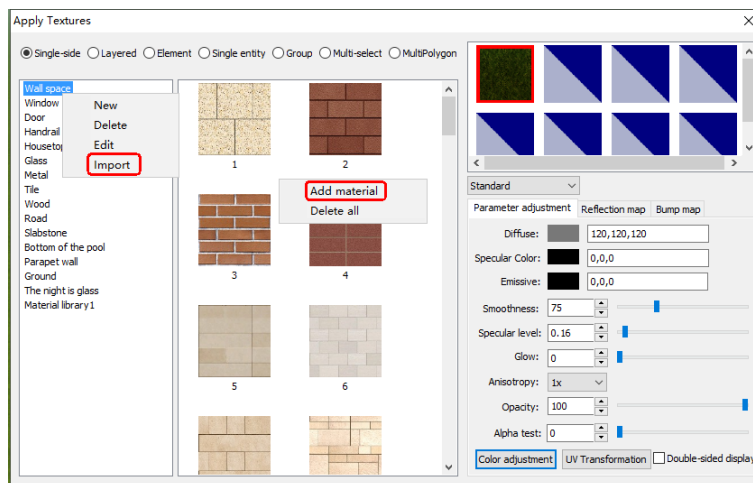 Apply Textures
Single-side Layered Element Single entity Group Multi-select MultiPolygon
Wall space
Window
Door
Handrail
Housetop
Glass
Metal
Tile
Wood
Road
Slabstone
Bottom of the pool
Parapet wall
Ground
The night is glass
Material library1
New
Delete
Edit
Import
1
2
Add material
Delete all
3
4
5
6
Standard
Parameter adjustment Reflection map Bump map
Diffuse: 120,120,120
Specular Color: 0,0,0
Emissive: 0,0,0
Smoothness: 75
Specular level: 0.16
Glow: 0
Anisotropy: 1x
Opacity: 100
Alpha test: 0
Color adjustment UV Transformation Double-sided display